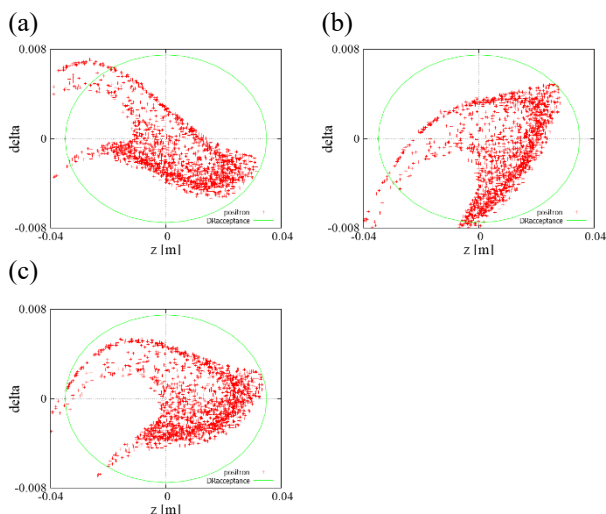 (a)
0.008
delta
0
-0.008
-0.04
0
0.04
z [m]
positron
DRacceptance
(b)
0.008
delta
0
-0.008
-0.04
0
0.04
z [m]
positron
DRacceptance
(c)
0.008
delta
0
-0.008
-0.04
0
0.04
z [m]
positron
DRacceptance